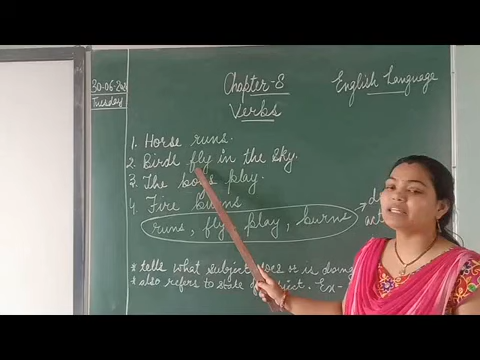 30-06-202
Tuesday
Chapter-8
Verbs
English Language
1. Horse runs.
2. Birds fly in the sky.
3. The boys play.
4. Fire burns
runs, fly, play, burns →
* tells what subject does or is doing
* also refers to state of subject. Ex-